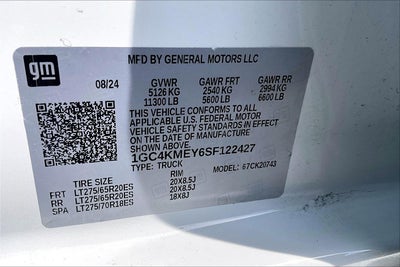 gm
MFD BY GENERAL MOTORS LLC
08/24 GVWR GAWR FRT GAWR RR
5126 KG 2540 KG 2994 KG
11300 LB 5600 LB 6600 LB
THIS VEHICLE CONFORMS TO ALL
APPLICABLE U.S. FEDERAL MOTOR
VEHICLE SAFETY STANDARDS IN EFFECT
ON THE DATE OF MANUFACTURE
1GC4KMEY6SF122427
TYPE: TRUCK MODEL: 67CK20743
TIRE SIZE RIM
FRT LT275/65R20ES 20X8.5J
RR LT275/65R20ES 20X8.5J
SPA LT275/70R18ES 18X8J